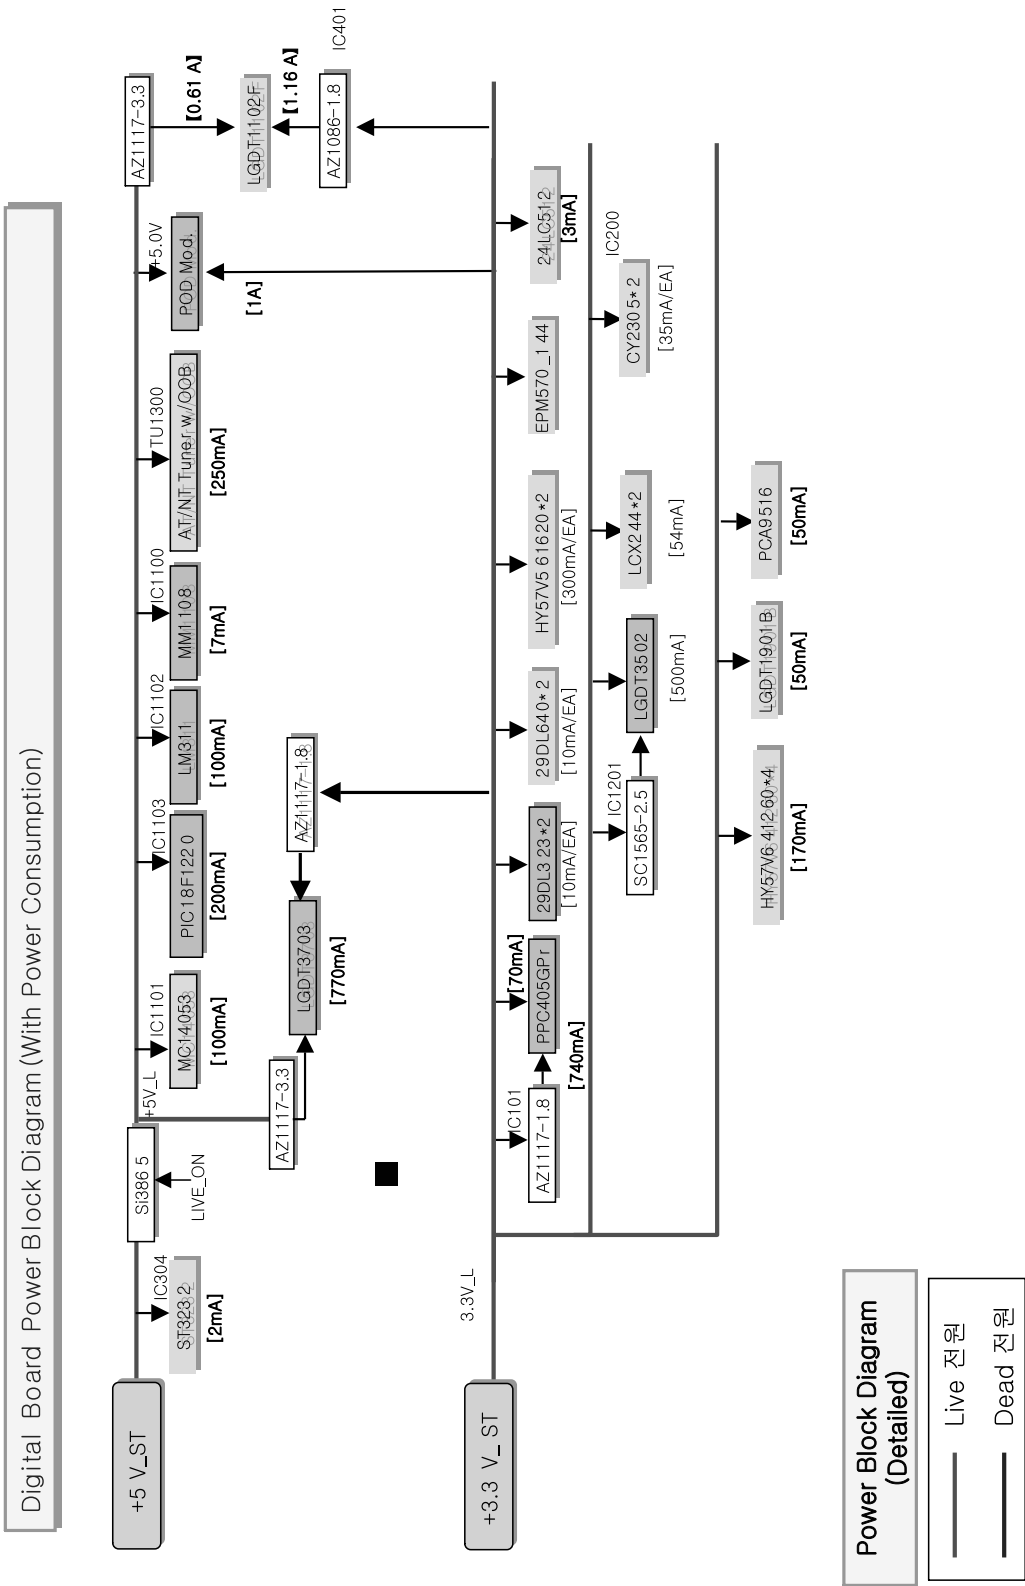 Digital Board Power Block Diagram (With Power Consumption)
+5 V_ST
IC304
ST3232
[2mA]
Si3865
LIVE_ON
+5V_L
IC1101
MC14053
[100mA]
IC1103
PIC18F1220
[200mA]
IC1102
LM311
[100mA]
IC1100
MM1108
[7mA]
TU1300
AT/NT Tuner w/OOB
[250mA]
+5.0V
POD Mod.
[1A]
AZ1117-3.3
[0.61 A]
LGDT1102F
[1.16 A]
AZ1086-1.8
IC401
AZ1117-3.3
LGDT3703
[770mA]
AZ1117-1.8
+3.3 V_ ST
3.3V_L
IC101
AZ1117-1.8
[740mA]
[70mA]
PPC405GPr
29DL323*2
[10mA/EA]
29DL640*2
[10mA/EA]
HY57V561620*2
[300mA/EA]
EPM570_144
24LC512
[3mA]
IC1201
SC1565-2.5
LGDT3502
[500mA]
LCX244*2
[54mA]
IC200
CY2305*2
[35mA/EA]
HY57V641260*4
[170mA]
LGDT1901B
[50mA]
PCA9516
[50mA]
Power Block Diagram
(Detailed)
Live 전원
Dead 전원